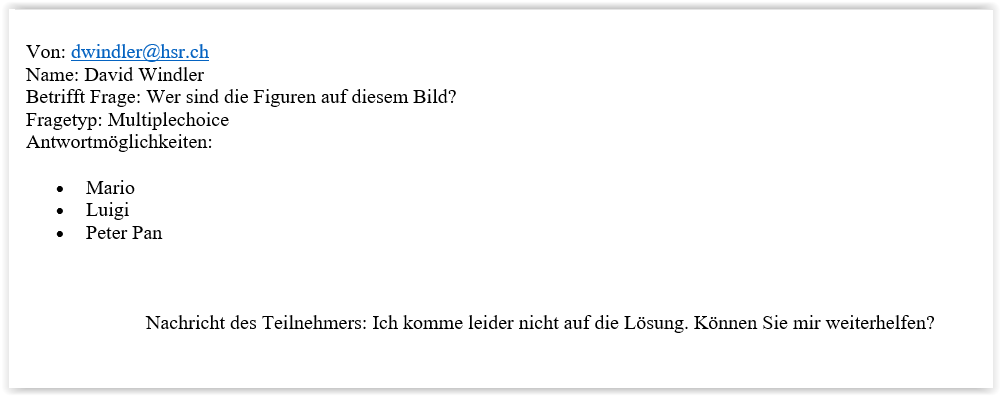 Von: dwindler@hsr.ch
Name: David Windler
Betrifft Frage: Wer sind die Figuren auf diesem Bild?
Fragetyp: Multiplechoice
Antwortmöglichkeiten:
• Mario
• Luigi
• Peter Pan
Nachricht des Teilnehmers: Ich komme leider nicht auf die Lösung. Können Sie mir weiterhelfen?